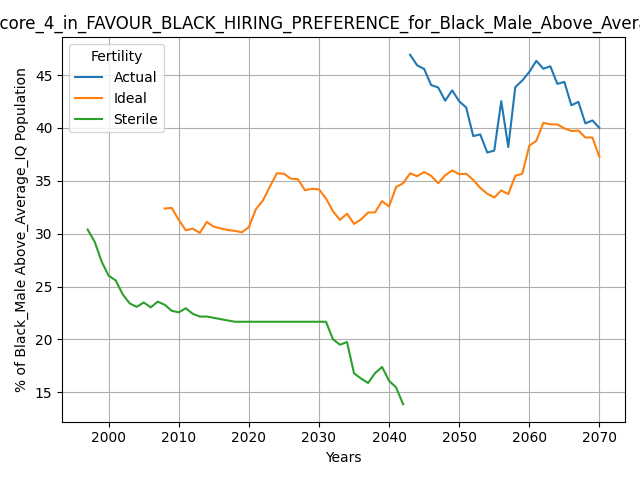 core_4_in_FAVOUR_BLACK_HIRING_PREFERENCE_for_Black_Male_Above_Avera
Fertility
Actual
Ideal
Sterile
% of Black_Male Above_Average_IQ Population
45
40
35
30
25
20
15
2000 2010 2020 2030 2040 2050 2060 2070
Years